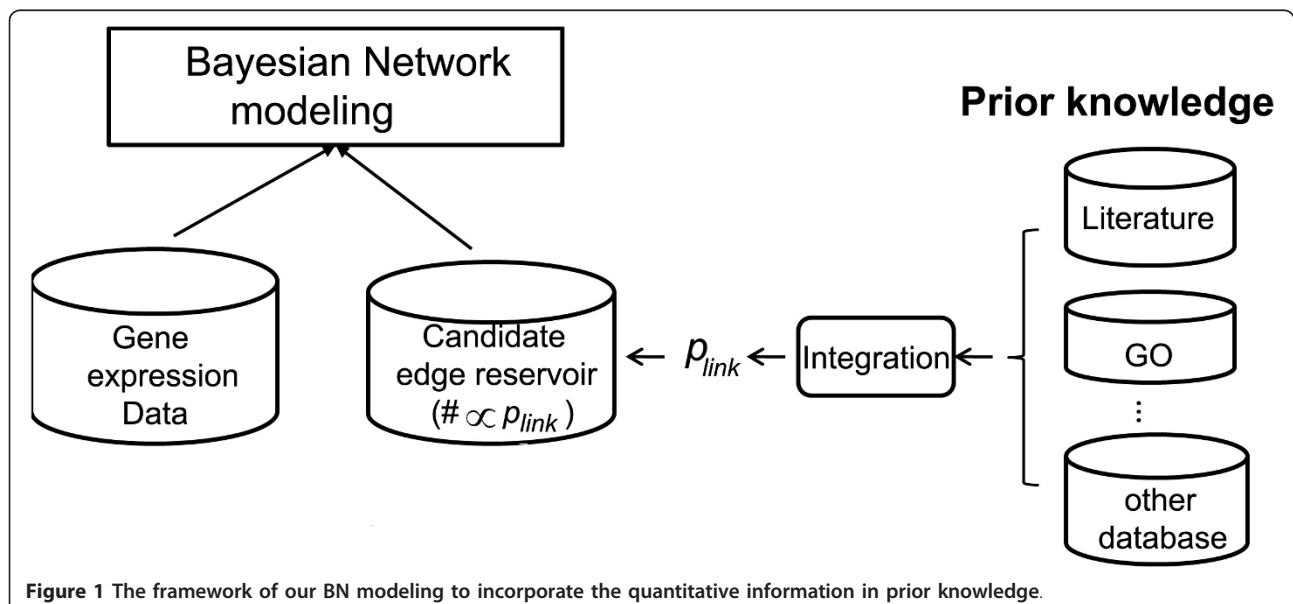 Bayesian Network
modeling
Prior knowledge
Literature
GO
⋮
other
database
Integration
p_link
Candidate
edge reservoir
(# ∝ p_link)
Gene
expression
Data
Figure 1 The framework of our BN modeling to incorporate the quantitative information in prior knowledge.